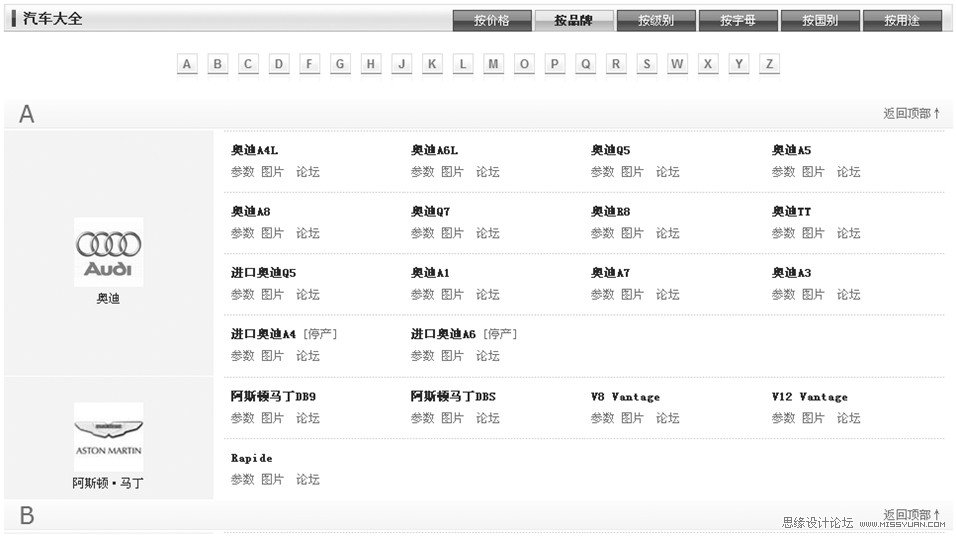 汽车大全 按价格 按品牌 按级别 按字母 按国别 按用途
A B C D F G H J K L M O P Q R S W X Y Z
A 返回顶部↑
奥迪A4L 奥迪A6L 奥迪Q5 奥迪A5
参数 图片 论坛 参数 图片 论坛 参数 图片 论坛 参数 图片 论坛
奥迪A8 奥迪Q7 奥迪R8 奥迪TT
参数 图片 论坛 参数 图片 论坛 参数 图片 论坛 参数 图片 论坛
Audi
奥迪
进口奥迪Q5 奥迪A1 奥迪A7 奥迪A3
参数 图片 论坛 参数 图片 论坛 参数 图片 论坛 参数 图片 论坛
进口奥迪A4 [停产] 进口奥迪A6 [停产]
参数 图片 论坛 参数 图片 论坛
阿斯顿马丁DB9 阿斯顿马丁DBS V8 Vantage V12 Vantage
参数 图片 论坛 参数 图片 论坛 参数 图片 论坛 参数 图片 论坛
ASTON MARTIN
阿斯顿·马丁
Rapide
参数 图片 论坛
B 返回顶部↑
思缘设计论坛 WWW.MISSYUAN.COM